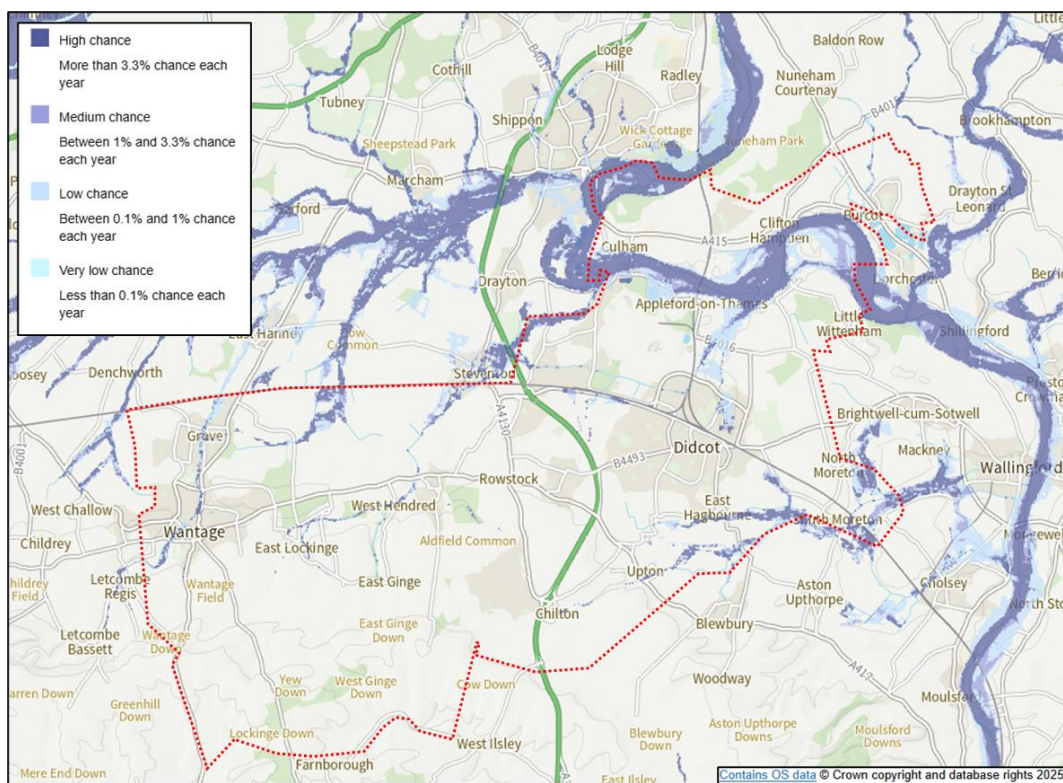 High chance
More than 3.3% chance each
year
Medium chance
Between 1% and 3.3% chance
each year
Low chance
Between 0.1% and 1% chance
each year
Very low chance
Less than 0.1% chance each
year
Cothill
Lodge
Hill
Baldon Row
Radley
Nuneham
Courtenay
Tubney
Shippon
Brookhampton
Wick Cottage
Sheepstead Park
Marcham
Drayton St
Leonard
Burcot
Clifton
Hampden
Culham
A415
Dorchester
Drayton
Appleford-on-Thames
Little
Wittenham
Shillingford
East Hanney
Common
B4016
Denchworth
Steventon
A4130
Brightwell-cum-Sotwell
B4001
Grove
Didcot
Mackney
North
Moreton
B4493
Wallingford
Rowstock
West Challow
West Hendred
East
Hagbourne
Wantage
South Moreton
Childrey
East Lockinge
Aldfield Common
Upton
Cholsey
Letcombe
Regis
Wantage
Field
East Ginge
Aston
Upthorpe
North Sto
Chilton
Blewbury
East Ginge
Down
Letcombe
Bassett
Wantage
Down
A417
Woodway
Yew
Down
West Ginge
Down
Cow Down
Moulsford
Greenhill
Down
Aston Upthorpe
Downs
Moulsford
Downs
Lockinge Down
West Ilsley
Blewbury
Down
Farnborough
Mere End Down
East Ilsley
Contains OS data © Crown copyright and database rights 202